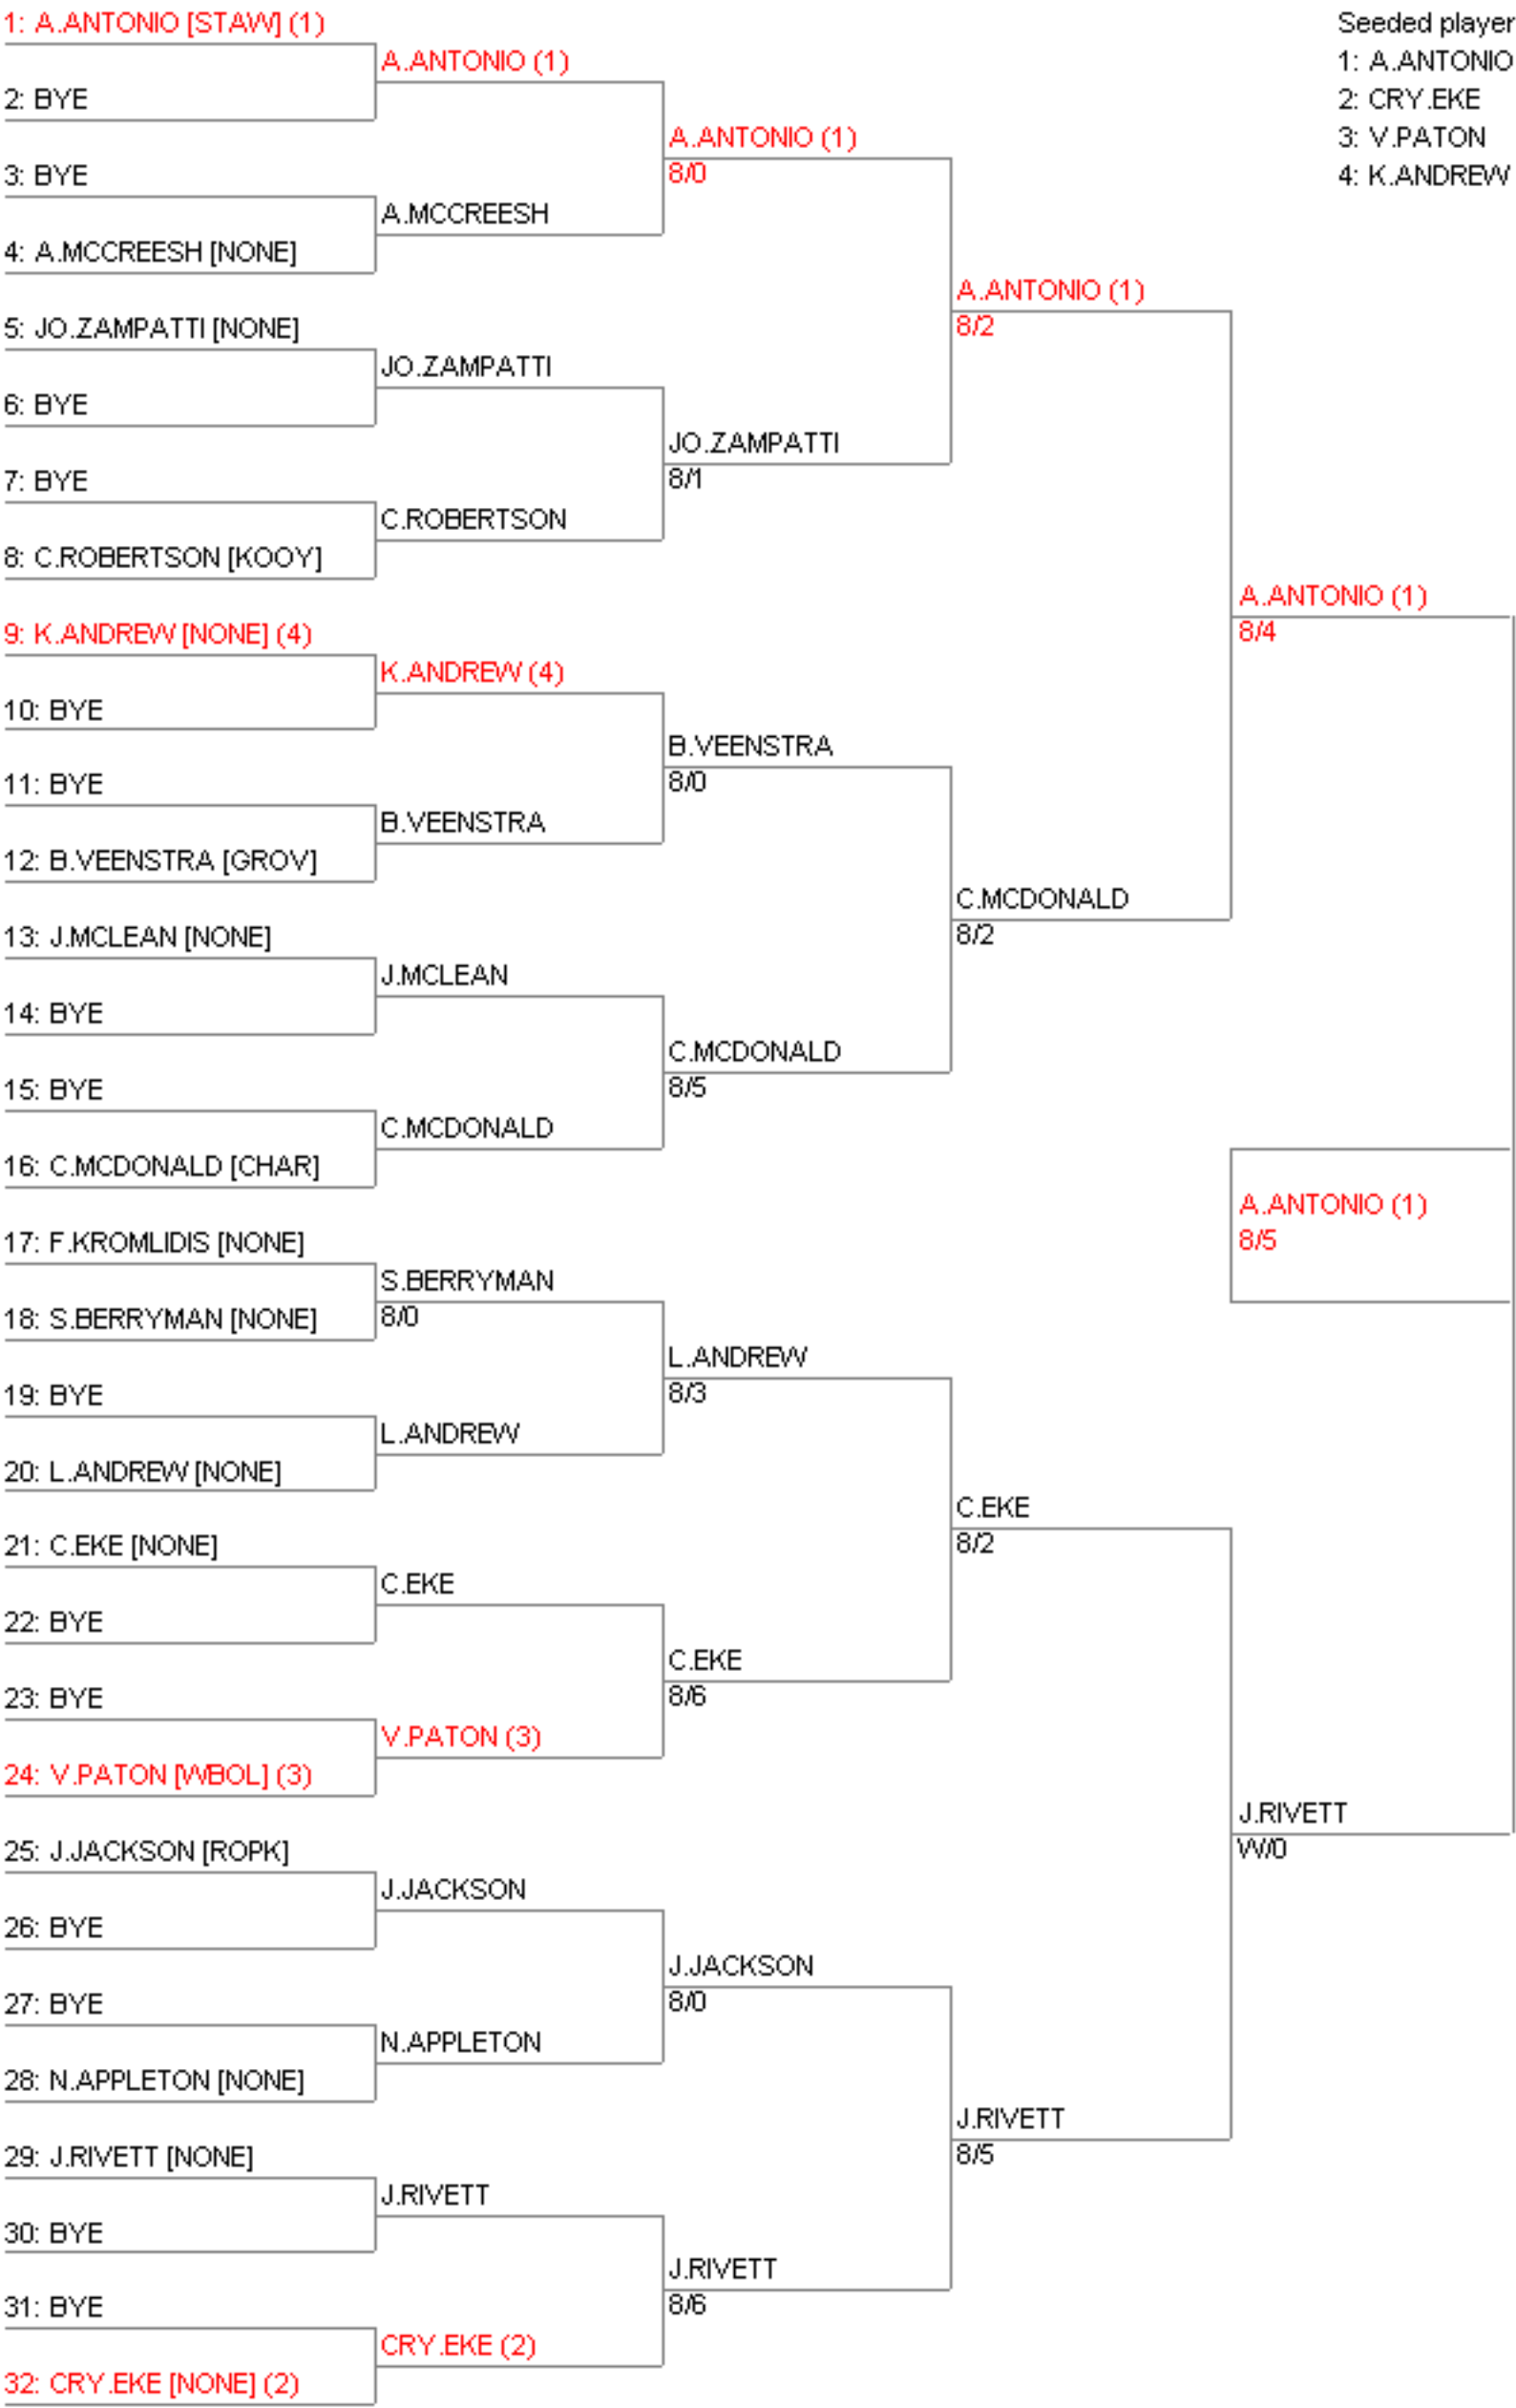 1: A.ANTONIO [STAW] (1)
2: BYE
3: BYE
4: A.MCCREESH [NONE]
5: JO.ZAMPATTI [NONE]
6: BYE
7: BYE
8: C.ROBERTSON [KOOY]
9: K.ANDREW [NONE] (4)
10: BYE
11: BYE
12: B.VEENSTRA [GROV]
13: J.MCLEAN [NONE]
14: BYE
15: BYE
16: C.MCDONALD [CHAR]
17: F.KROMLIDIS [NONE]
18: S.BERRYMAN [NONE]
19: BYE
20: L.ANDREW [NONE]
21: C.EKE [NONE]
22: BYE
23: BYE
24: V.PATON [WBOL] (3)
25: J.JACKSON [ROPK]
26: BYE
27: BYE
28: N.APPLETON [NONE]
29: J.RIVETT [NONE]
30: BYE
31: BYE
32: CRY.EKE [NONE] (2)
A.ANTONIO (1)
A.MCCREESH
JO.ZAMPATTI
C.ROBERTSON
K.ANDREW (4)
B.VEENSTRA
J.MCLEAN
C.MCDONALD
S.BERRYMAN
8/0
L.ANDREW
C.EKE
V.PATON (3)
J.JACKSON
N.APPLETON
J.RIVETT
CRY.EKE (2)
A.ANTONIO (1)
8/0
JO.ZAMPATTI
8/1
B.VEENSTRA
8/0
C.MCDONALD
8/5
L.ANDREW
8/3
C.EKE
8/6
J.JACKSON
8/0
J.RIVETT
8/6
A.ANTONIO (1)
8/2
C.MCDONALD
8/2
C.EKE
8/2
J.RIVETT
8/5
A.ANTONIO (1)
8/4
J.RIVETT
W/0
A.ANTONIO (1)
8/5
Seeded player
1: A.ANTONIO
2: CRY.EKE
3: V.PATON
4: K.ANDREW